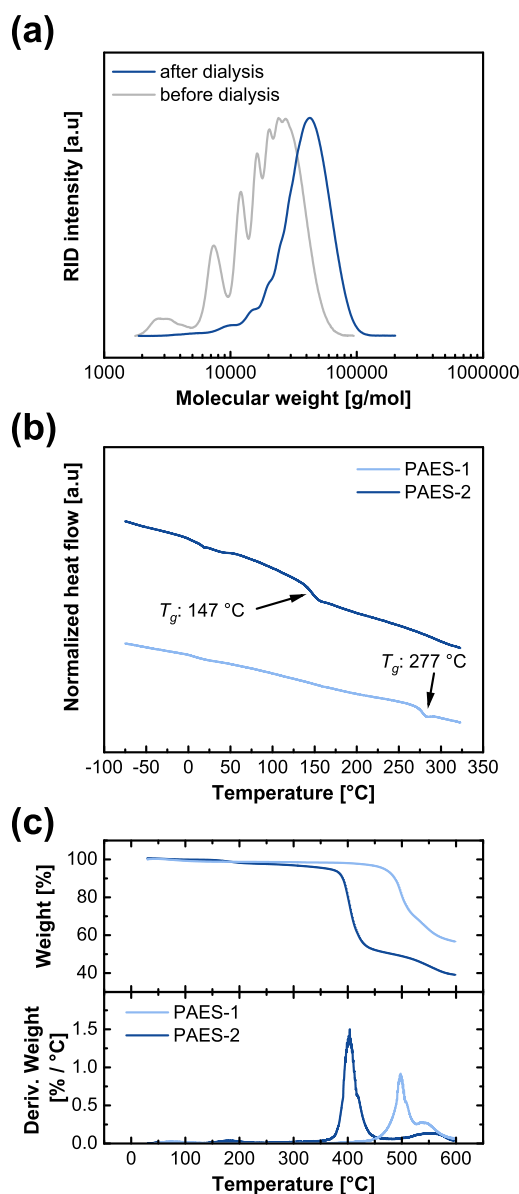 (a)
after dialysis
before dialysis
RID intensity [a.u]
1000 10000 100000 1000000
Molecular weight [g/mol]
(b)
PAES-1
PAES-2
Normalized heat flow [a.u]
Tg: 147 °C
Tg: 277 °C
-100 -50 0 50 100 150 200 250 300 350
Temperature [°C]
(c)
100
80
60
40
Weight [%]
PAES-1
PAES-2
1.5
1.0
0.5
0.0
Deriv. Weight
[% / °C]
0 100 200 300 400 500 600
Temperature [°C]